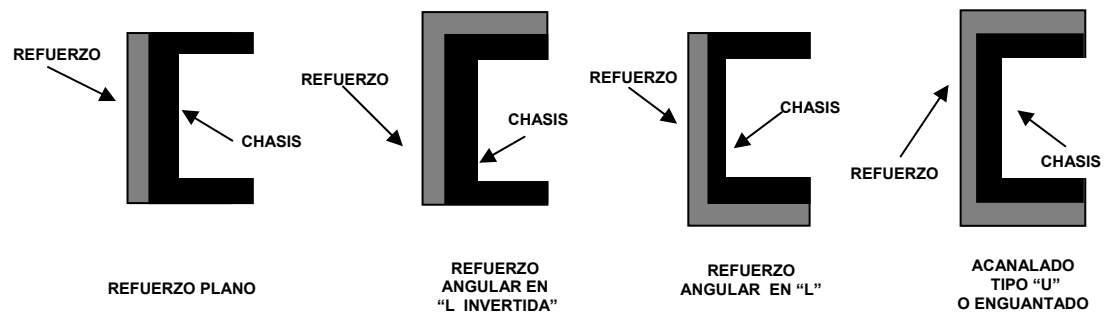 REFUERZO
CHASIS
REFUERZO PLANO
REFUERZO
CHASIS
REFUERZO
ANGULAR EN
“L INVERTIDA”
REFUERZO
CHASIS
REFUERZO
ANGULAR EN “L”
REFUERZO
CHASIS
ACANALADO
TIPO “U”
O ENGUANTADO